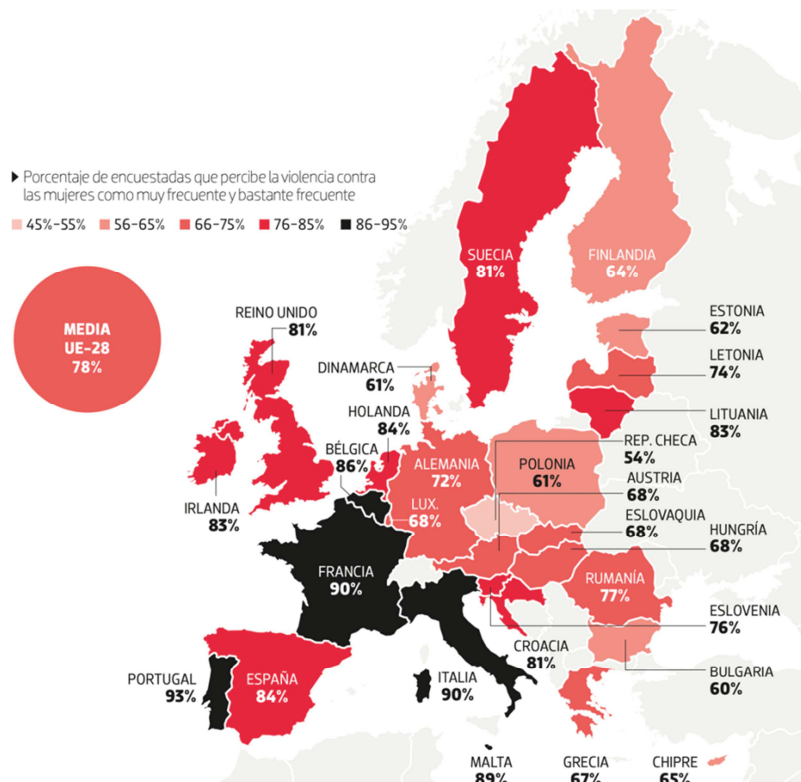 Porcentaje de encuestadas que percibe la violencia contra
las mujeres como muy frecuente y bastante frecuente
45%-55% 56-65% 66-75% 76-85% 86-95%
MEDIA
UE-28
78%
SUECIA
81%
FINLANDIA
64%
REINO UNIDO
81%
ESTONIA
62%
DINAMARCA
61%
LETONIA
74%
HOLANDA
84%
LITUANIA
83%
BÉLGICA
86%
ALEMANIA
72%
POLONIA
61%
REP. CHECA
54%
AUSTRIA
68%
IRLANDA
83%
LUX.
68%
ESLOVAQUIA
68%
HUNGRÍA
68%
FRANCIA
90%
RUMANÍA
77%
ESLOVENIA
76%
CROACIA
81%
PORTUGAL
93%
ESPAÑA
84%
ITALIA
90%
BULGARIA
60%
MALTA
89%
GRECIA
67%
CHIPRE
65%